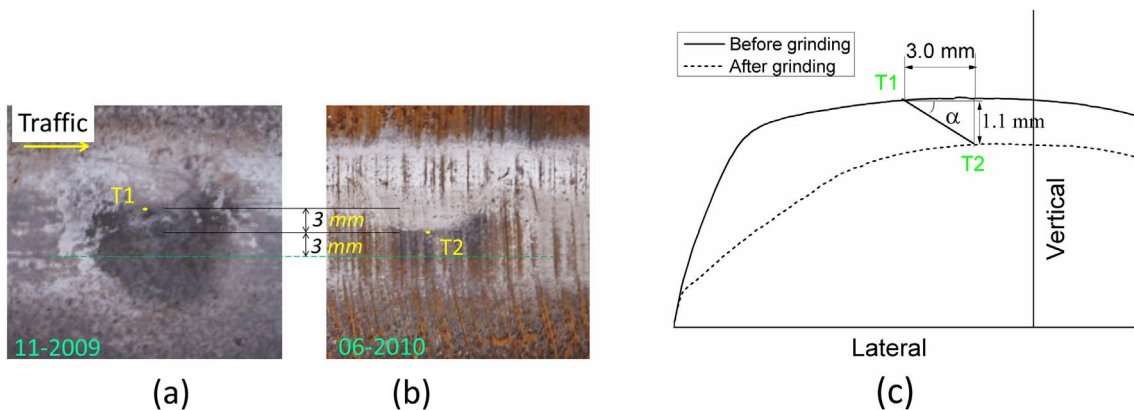 Traffic
T1
3 mm
3 mm
T2
11-2009
06-2010
(a)
(b)
Before grinding
After grinding
3.0 mm
T1
α
1.1 mm
T2
Vertical
Lateral
(c)